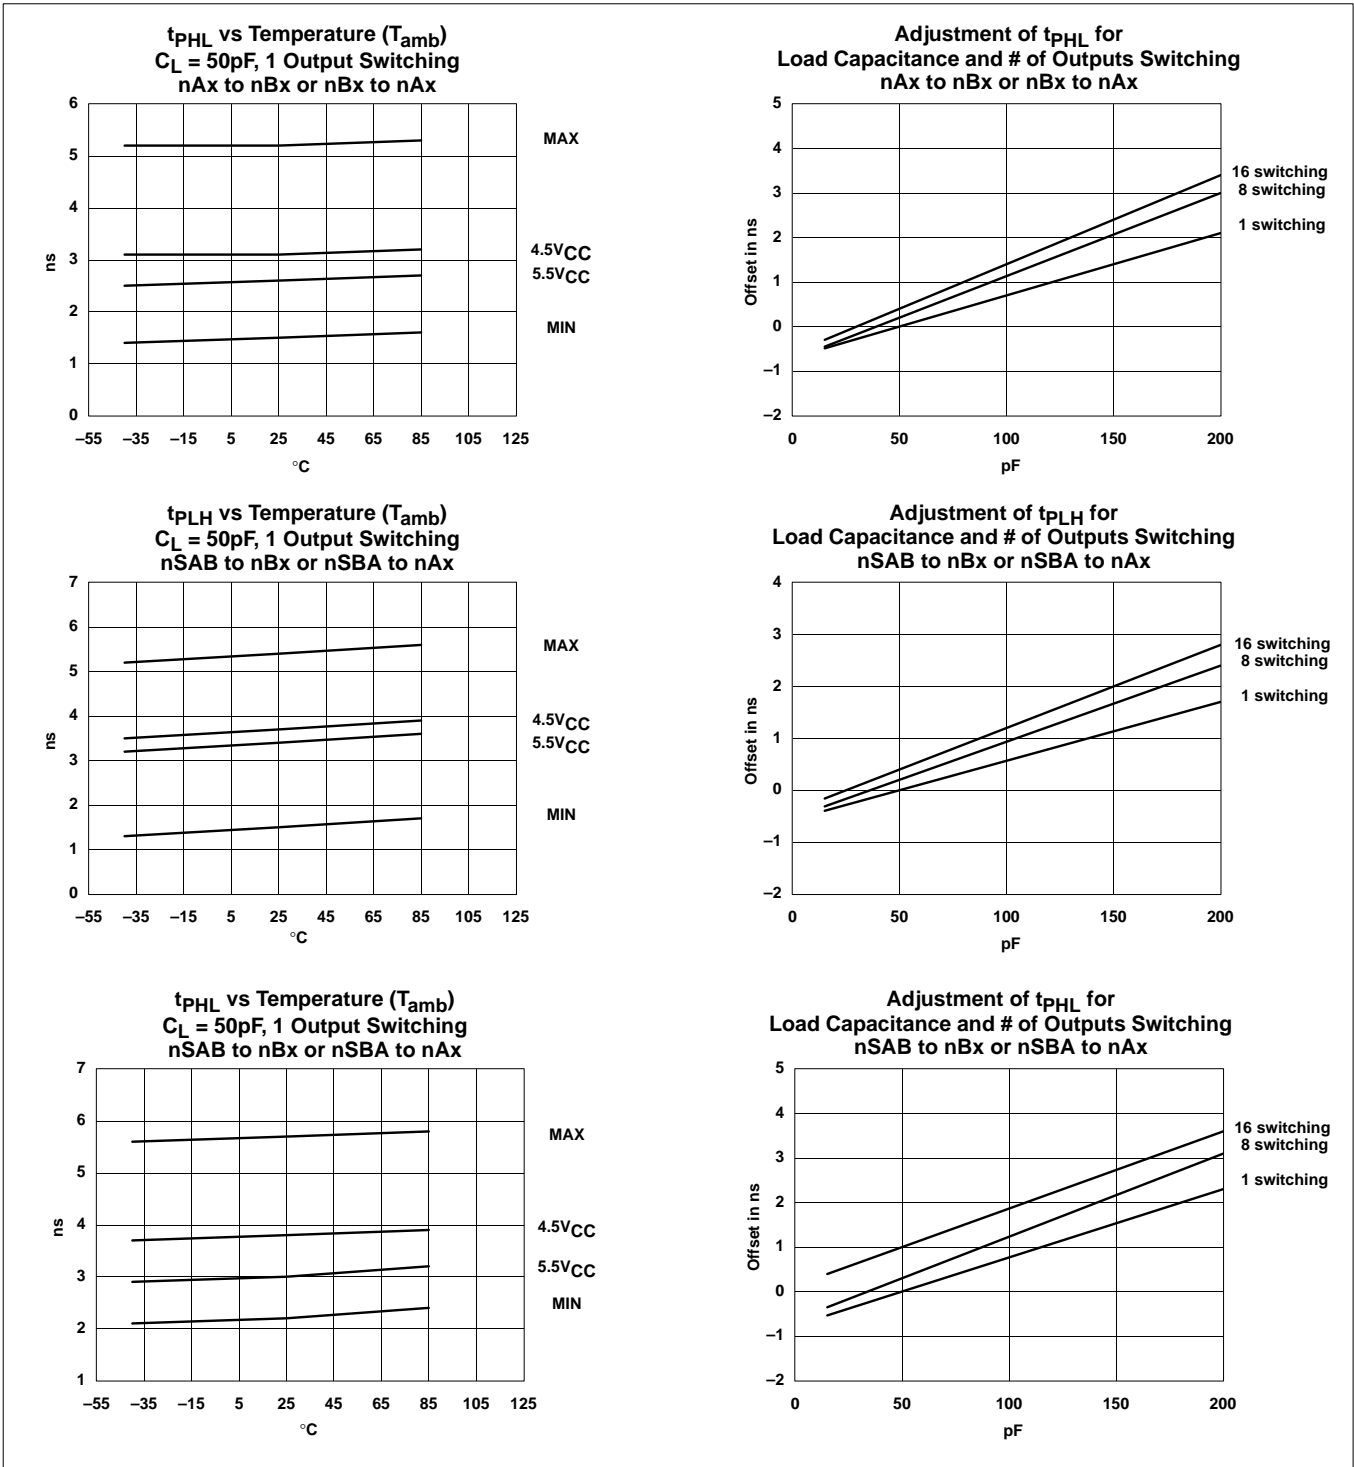 tPHL vs Temperature (Tamb)
CL = 50pF, 1 Output Switching
nAx to nBx or nBx to nAx
6
5
4
3
2
1
0
ns
MAX
4.5VCC
5.5VCC
MIN
–55 –35 –15 5 25 45 65 85 105 125
°C
Adjustment of tPHL for
Load Capacitance and # of Outputs Switching
nAx to nBx or nBx to nAx
5
4
3
2
1
0
–1
–2
Offset in ns
16 switching
8 switching
1 switching
0 50 100 150 200
pF
tPLH vs Temperature (Tamb)
CL = 50pF, 1 Output Switching
nSAB to nBx or nSBA to nAx
7
6
5
4
3
2
1
0
ns
MAX
4.5VCC
5.5VCC
MIN
–55 –35 –15 5 25 45 65 85 105 125
°C
Adjustment of tPLH for
Load Capacitance and # of Outputs Switching
nSAB to nBx or nSBA to nAx
4
3
2
1
0
–1
–2
Offset in ns
16 switching
8 switching
1 switching
0 50 100 150 200
pF
tPHL vs Temperature (Tamb)
CL = 50pF, 1 Output Switching
nSAB to nBx or nSBA to nAx
7
6
5
4
3
2
1
ns
MAX
4.5VCC
5.5VCC
MIN
–55 –35 –15 5 25 45 65 85 105 125
°C
Adjustment of tPHL for
Load Capacitance and # of Outputs Switching
nSAB to nBx or nSBA to nAx
5
4
3
2
1
0
–1
–2
Offset in ns
16 switching
8 switching
1 switching
0 50 100 150 200
pF